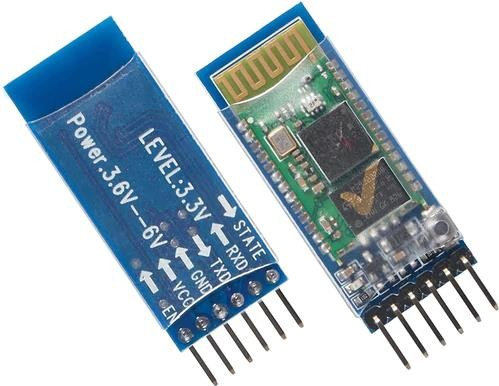 LEVEL:3.3V
Power.3.6V--6V
STATE
RXD
TXD
GND
VCC
EN